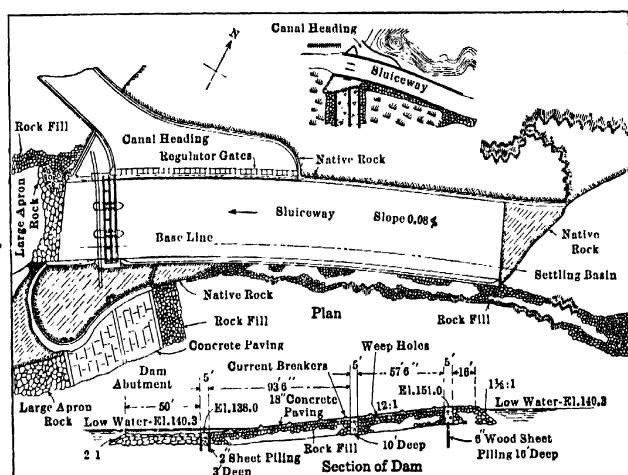 Canal Heading
N
Sluiceway
Rock Fill
Canal Heading
Regulator Gates
Native Rock
Large Apron
Rock
Sluiceway Slope 0.08%
Base Line
Native
Rock
Settling Basin
Native Rock
Plan
Rock
Fill
Rock Fill
Concrete Paving
Weep Holes
Dam
Abutment
Current Breakers
5' 93'6" 5' 57'6" 5' 16'
50' El.138.0 18" Concrete
Paving 12:1 El.151.0 1½:1
Large Apron
Rock
Low Water-El.140.3 Low Water-El.140.3
Rock Fill
2 1 2" Sheet Piling
3' Deep
10' Deep
6" Wood Sheet
Piling 16' Deep
Section of Dam